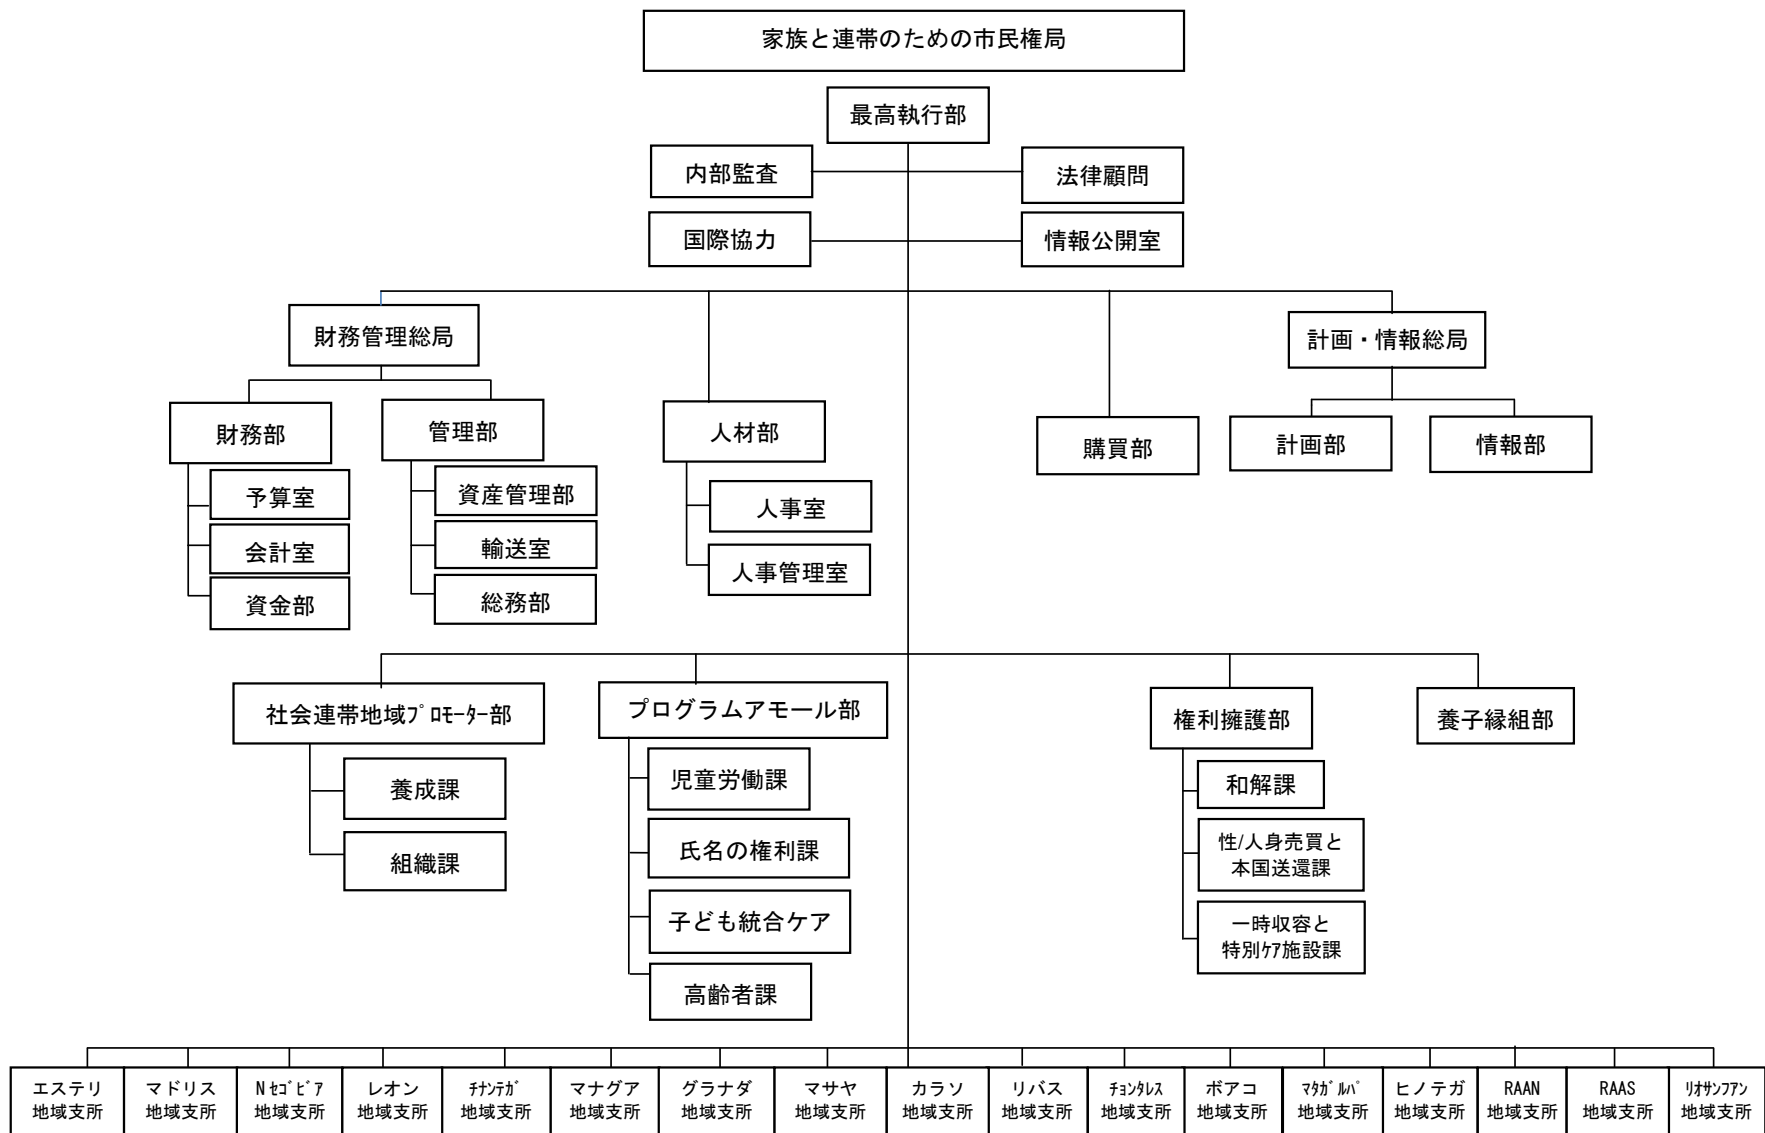 家族と連帯のための市民権局
最高執行部
内部監査
法律顧問
国際協力
情報公開室
財務管理総局
計画・情報総局
財務部
管理部
人材部
購買部
計画部
情報部
予算室
会計室
資金部
資産管理部
輸送室
総務部
人事室
人事管理室
社会連帯地域ﾌﾟﾛﾓｰﾀｰ部
プログラムアモール部
権利擁護部
養子縁組部
養成課
組織課
児童労働課
氏名の権利課
子ども統合ケア
高齢者課
和解課
性/人身売買と
本国送還課
一時収容と
特別ｹｱ施設課
エステリ
地域支所
マドリス
地域支所
Nｾｺﾞﾋﾞｱ
地域支所
レオン
地域支所
ﾁﾅﾝﾃｶﾞ
地域支所
マナグア
地域支所
グラナダ
地域支所
マサヤ
地域支所
カラソ
地域支所
リバス
地域支所
ﾁｮﾝﾀﾚｽ
地域支所
ボアコ
地域支所
ﾏﾀｶﾞﾙﾊﾟ
地域支所
ヒノテガ
地域支所
RAAN
地域支所
RAAS
地域支所
ﾘｵｻﾝﾌｱﾝ
地域支所